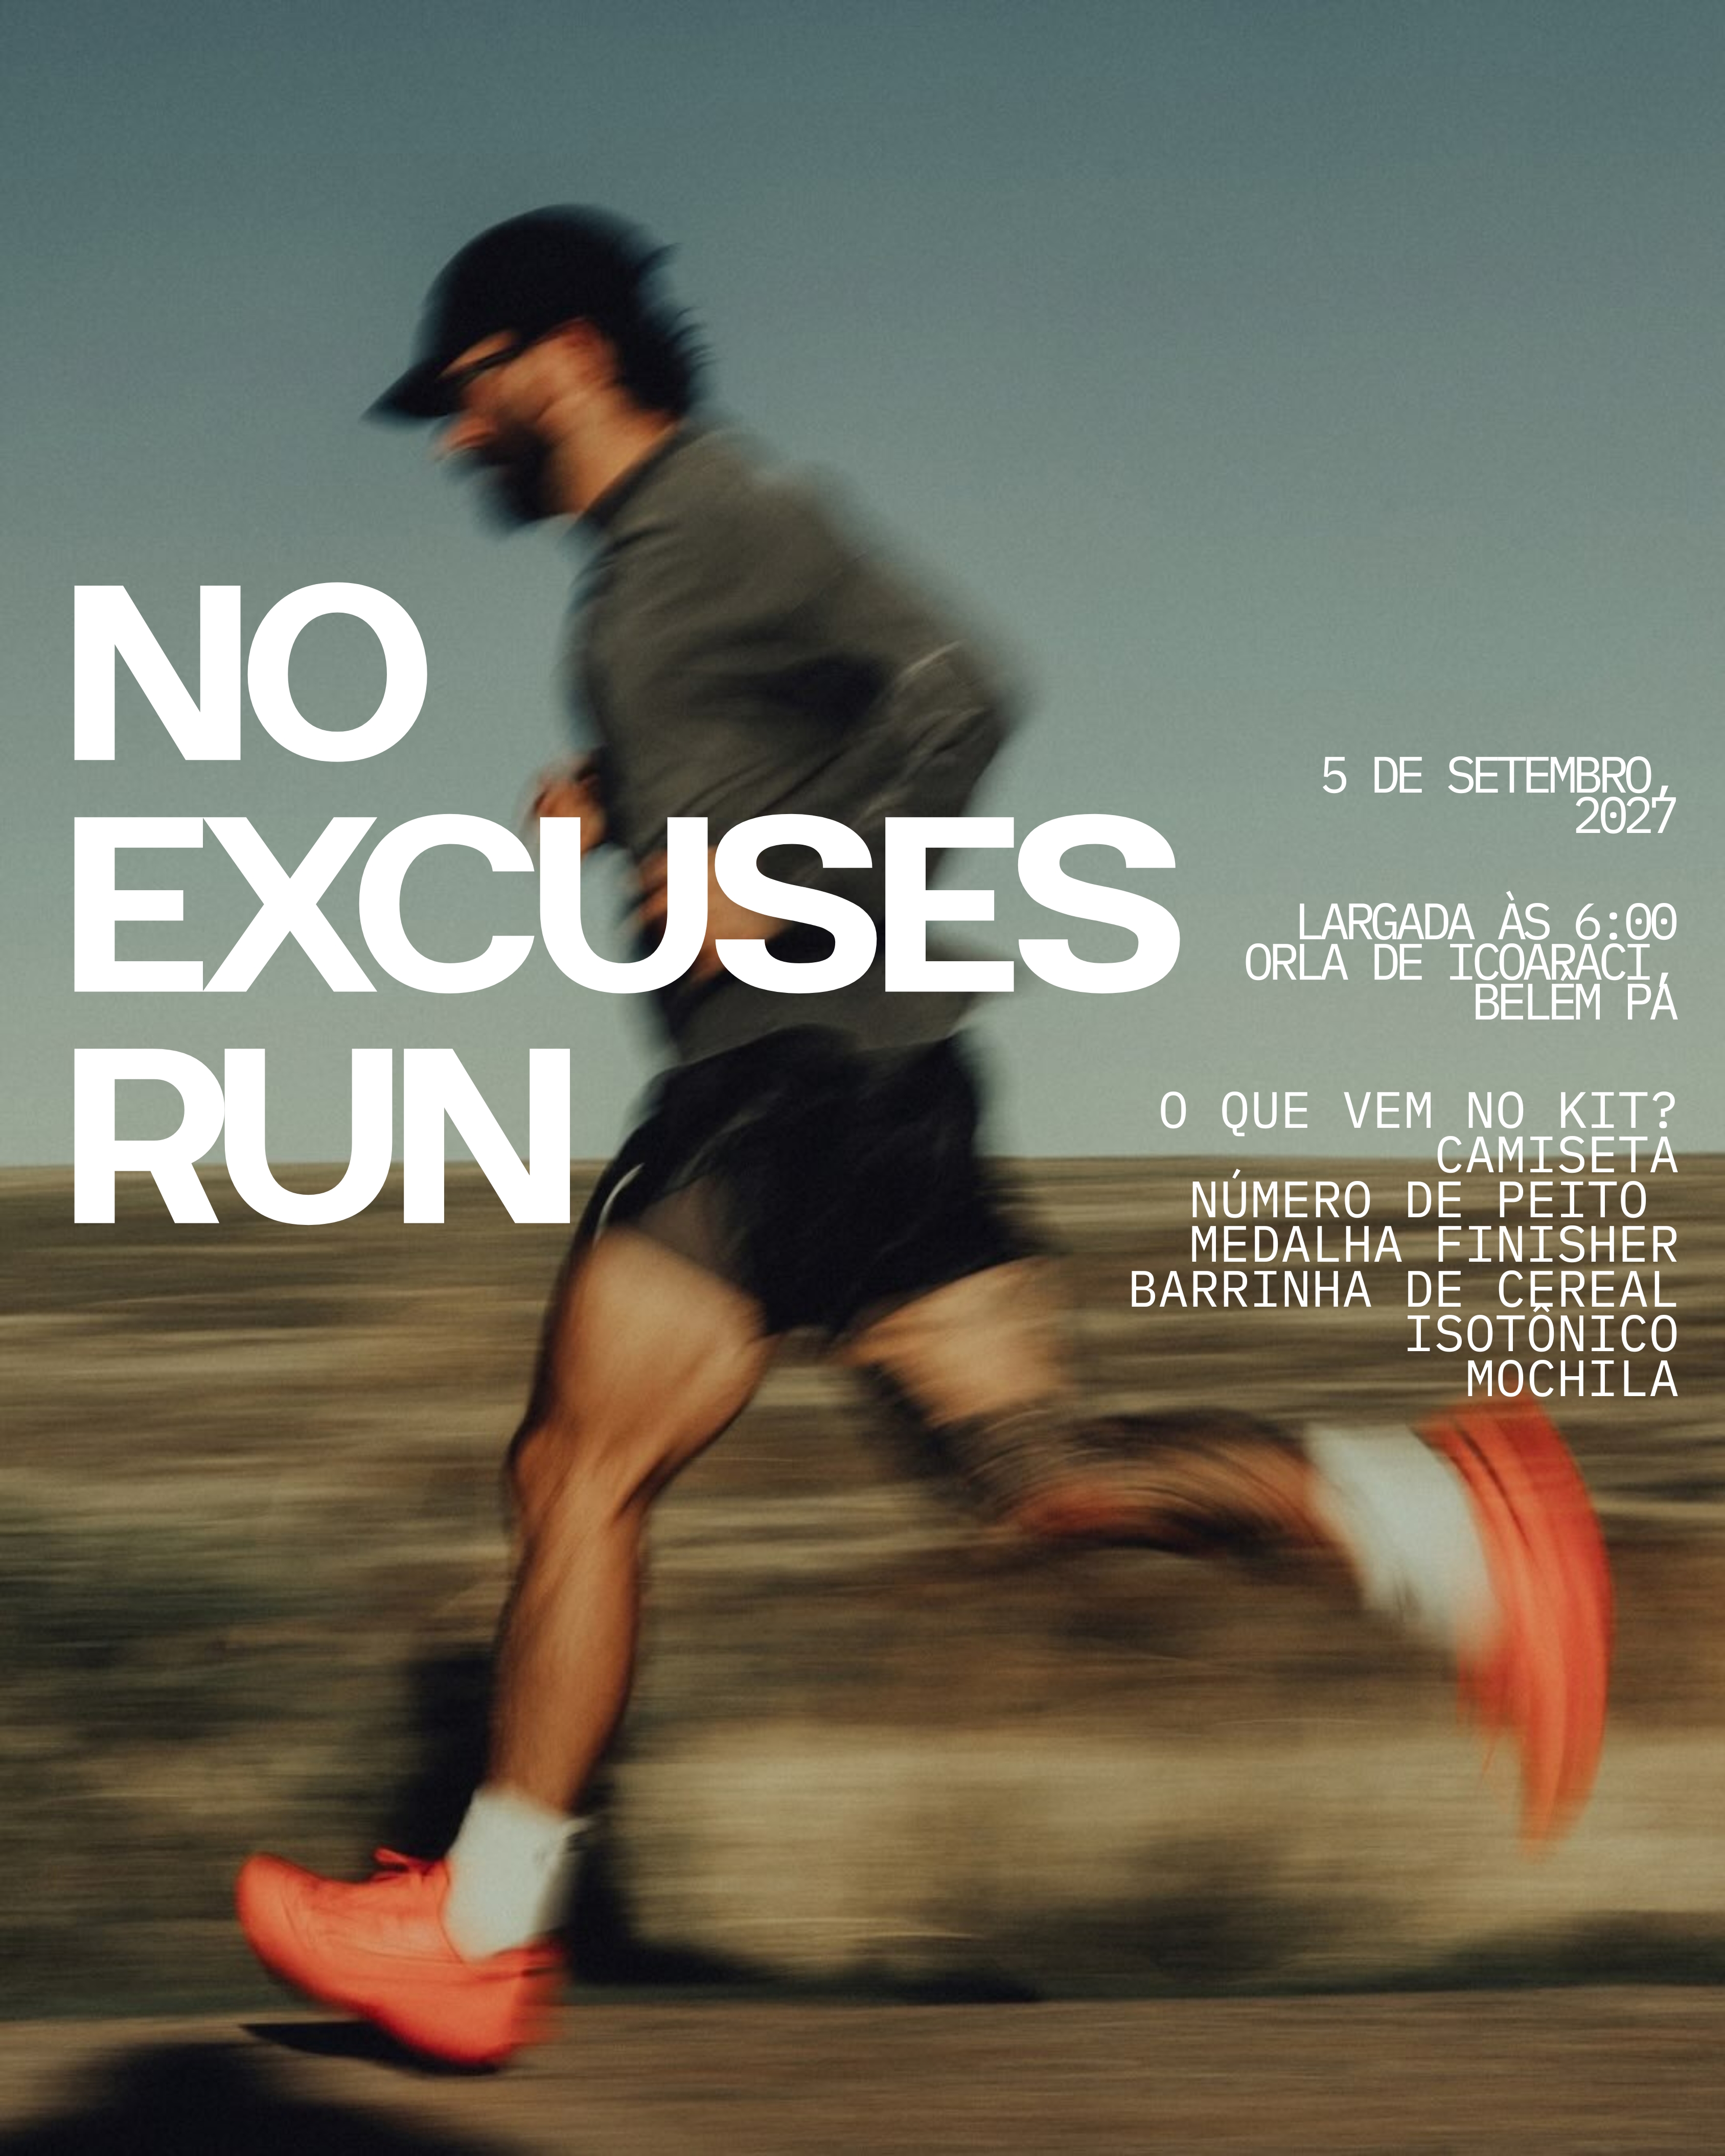 NO
EXCUSES
RUN
5 DE SETEMBRO,
2027
LARGADA ÀS 6:00
ORLA DE ICOARACI,
BELÉM PÁ
O QUE VEM NO KIT?
CAMISETA
NÚMERO DE PEITO
MEDALHA FINISHER
BARRINHA DE CEREAL
ISOTÔNICO
MOCHILA